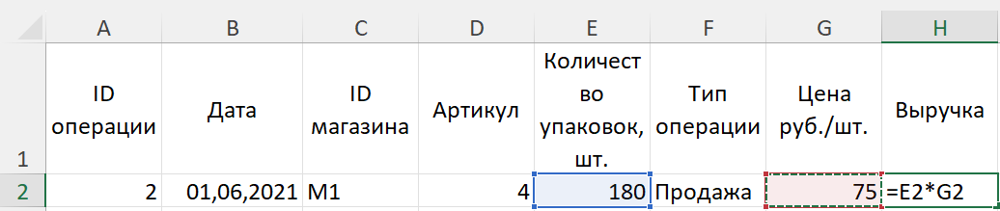 A B C D E F G H
Количест
во
упаковок,
шт.
ID
операции
Дата
ID
магазина
Артикул
Тип
операции
Цена
руб./шт.
Выручка
1
2 2 01,06,2021 М1 4 180 Продажа 75 =E2*G2